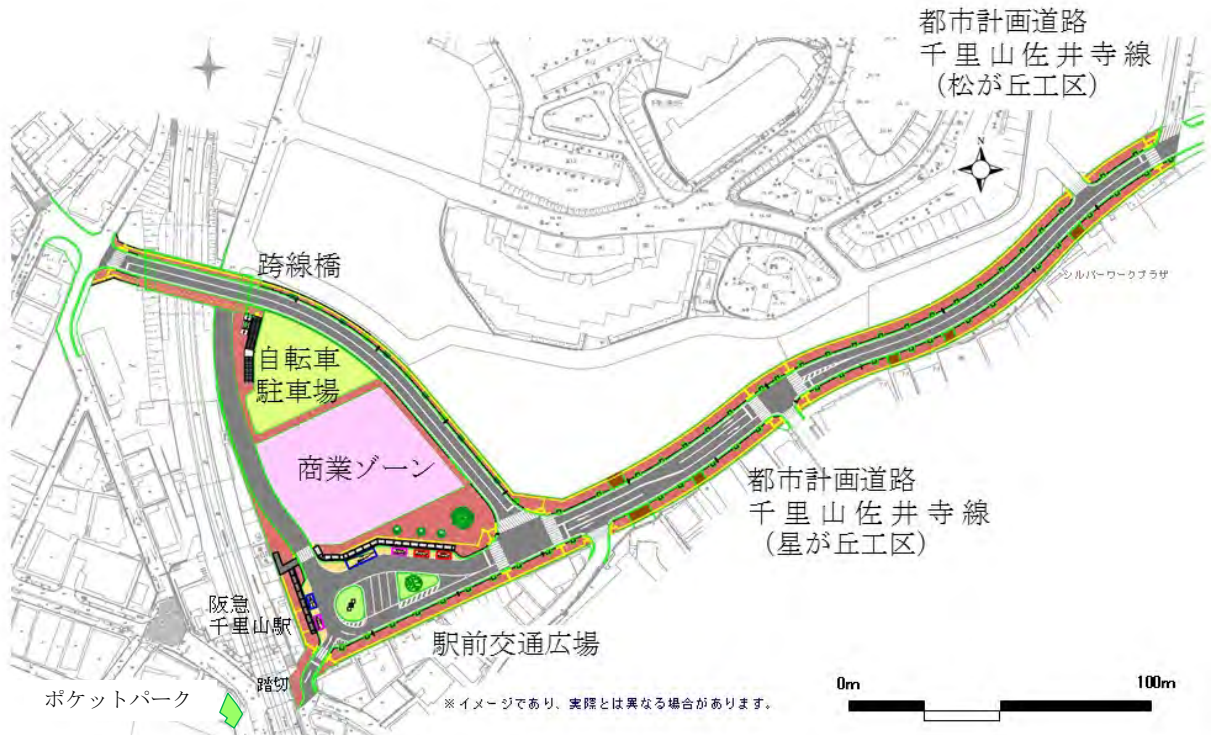 都市計画道路
千里山佐井寺線
(松が丘工区)
N
跨線橋
シルバーワークプラザ
自転車
駐車場
商業ゾーン
都市計画道路
千里山佐井寺線
(星が丘工区)
阪急
千里山駅
駅前交通広場
踏切
ポケットパーク
※イメージであり、実際とは異なる場合があります。
0m
100m